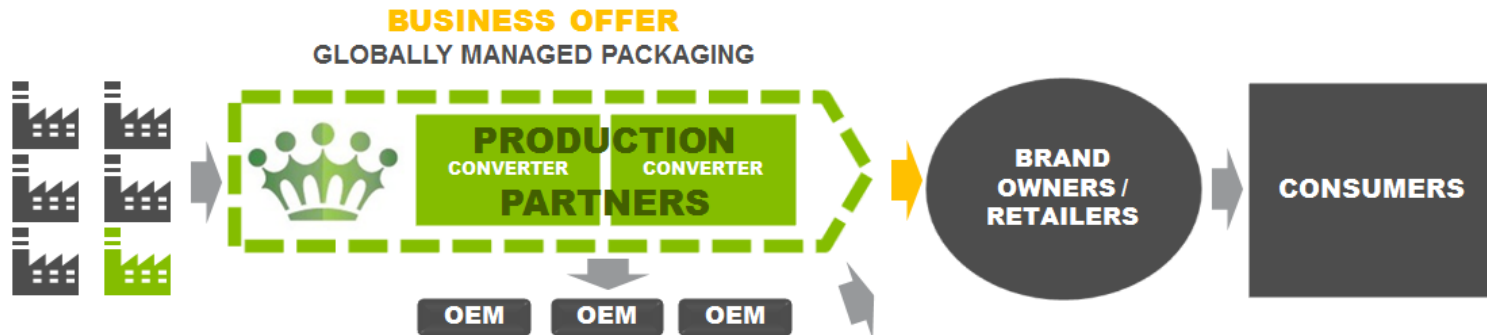 BUSINESS OFFER
GLOBALLY MANAGED PACKAGING
PRODUCTION
CONVERTER CONVERTER
PARTNERS
BRAND
OWNERS /
RETAILERS
CONSUMERS
OEM OEM OEM